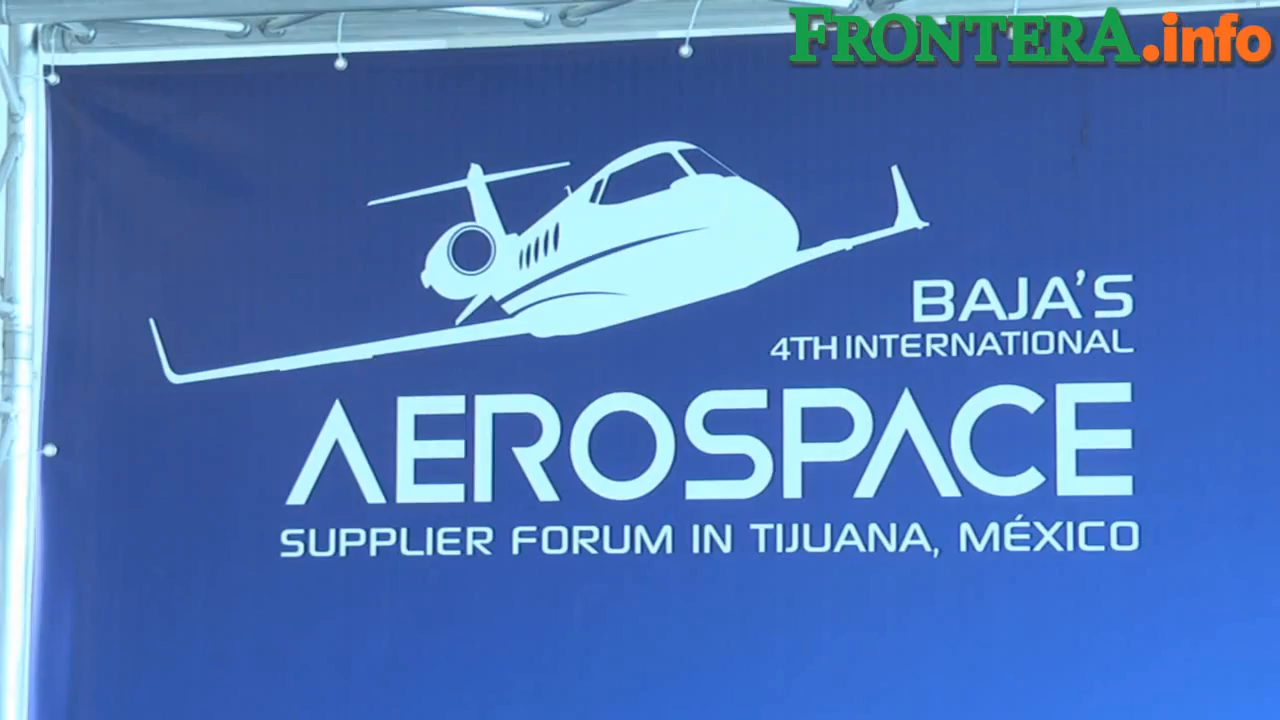 FRONTERA.info
BAJA'S
4TH INTERNATIONAL
AEROSPACE
SUPPLIER FORUM IN TIJUANA, MÉXICO